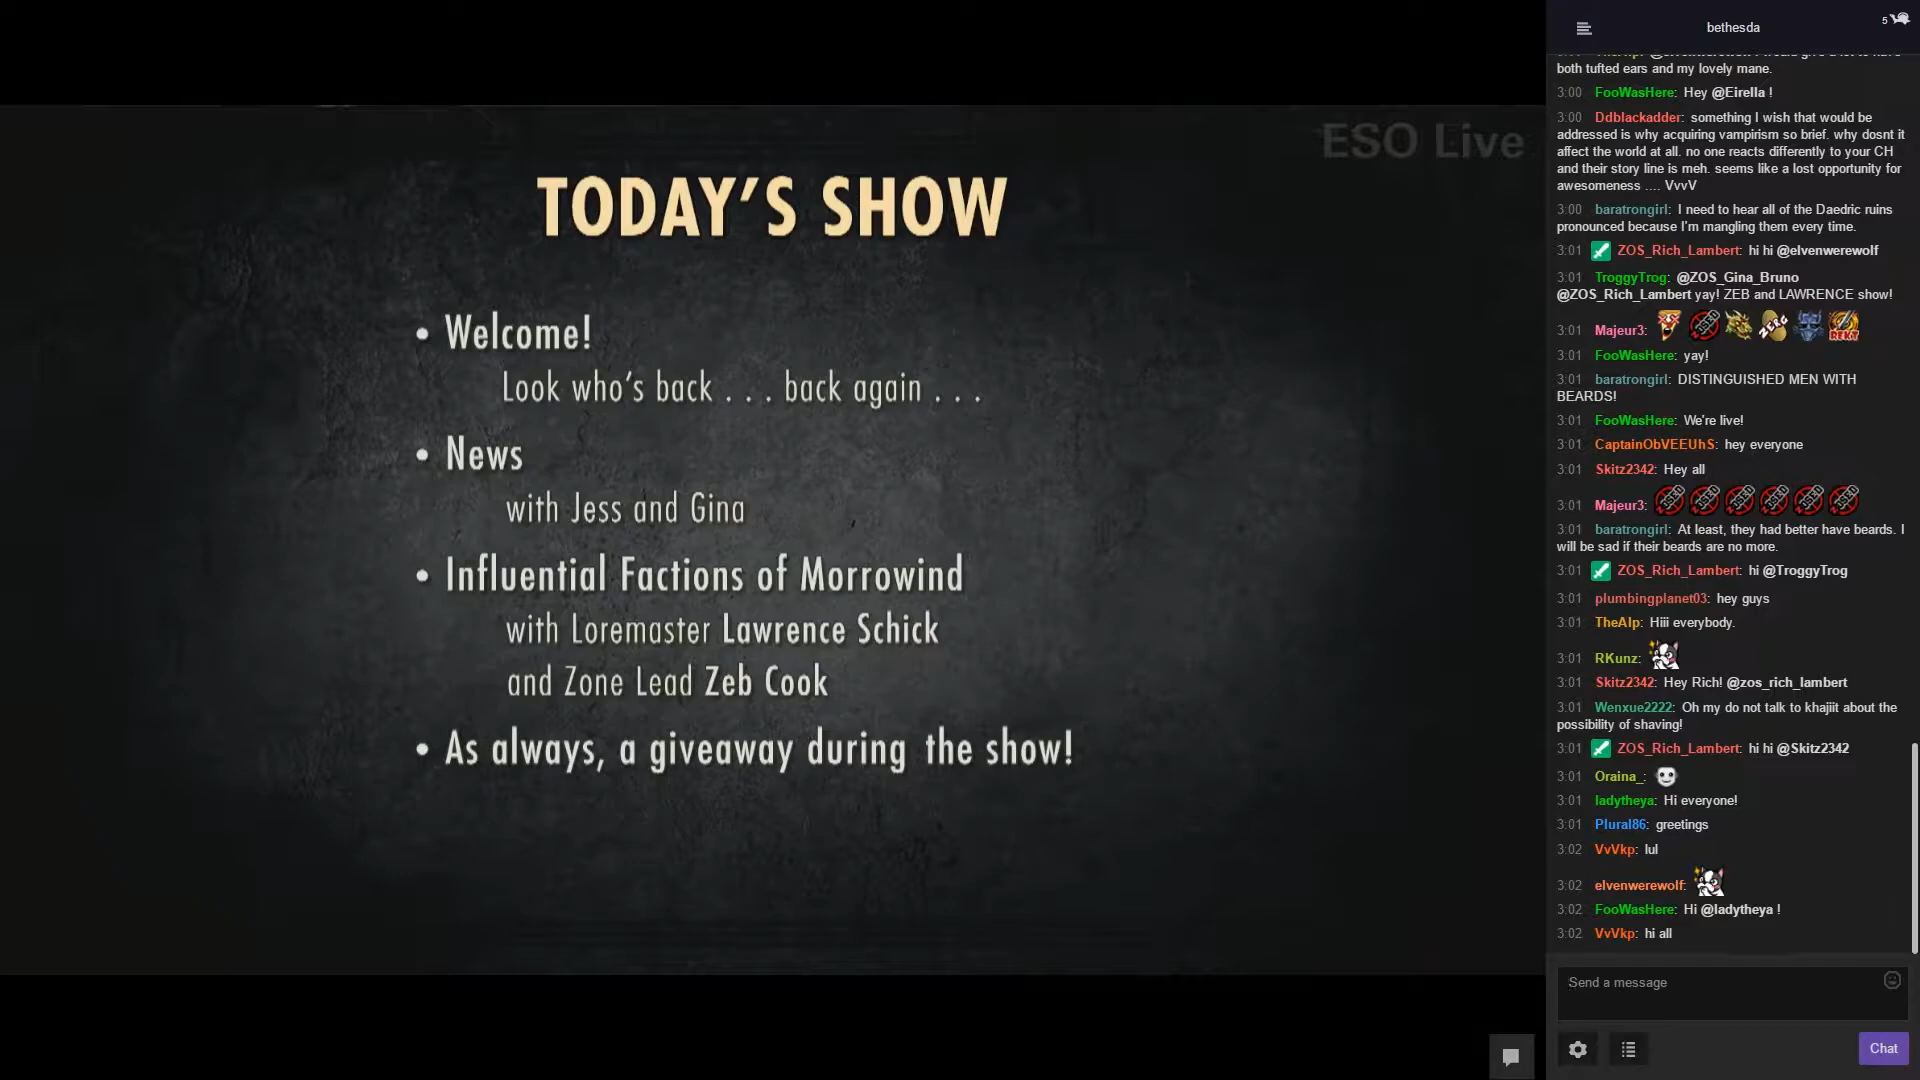 ESO Live
TODAY'S SHOW
• Welcome!
Look who's back . . . back again . . .
• News
with Jess and Gina
• Influential Factions of Morrowind
with Loremaster Lawrence Schick
and Zone Lead Zeb Cook
• As always, a giveaway during the show!
bethesda
5
both tufted ears and my lovely mane.
3:00 FooWasHere: Hey @Eirella !
3:00 Ddblackadder: something I wish that would be
addressed is why acquiring vampirism so brief. why dosnt it
affect the world at all. no one reacts differently to your CH
and their story line is meh. seems like a lost opportunity for
awesomeness .... VvvV
3:00 baratrongirl: I need to hear all of the Daedric ruins
pronounced because I'm mangling them every time.
3:01 ZOS_Rich_Lambert: hi hi @elvenwerewolf
3:01 TroggyTrog: @ZOS_Gina_Bruno
@ZOS_Rich_Lambert yay! ZEB and LAWRENCE show!
3:01 Majeur3: ZERG REKT
3:01 FooWasHere: yay!
3:01 baratrongirl: DISTINGUISHED MEN WITH
BEARDS!
3:01 FooWasHere: We're live!
3:01 CaptainObVEEUhS: hey everyone
3:01 Skitz2342: Hey all
3:01 Majeur3:
3:01 baratrongirl: At least, they had better have beards. I
will be sad if their beards are no more.
3:01 ZOS_Rich_Lambert: hi @TroggyTrog
3:01 plumbingplanet03: hey guys
3:01 TheAlp: Hiii everybody.
3:01 RKunz:
3:01 Skitz2342: Hey Rich! @zos_rich_lambert
3:01 Wenxue2222: Oh my do not talk to khajiit about the
possibility of shaving!
3:01 ZOS_Rich_Lambert: hi hi @Skitz2342
3:01 Oraina_:
3:01 ladytheya: Hi everyone!
3:01 Plural86: greetings
3:02 VvVkp: lul
3:02 elvenwerewolf:
3:02 FooWasHere: Hi @ladytheya !
3:02 VvVkp: hi all
Send a message
Chat